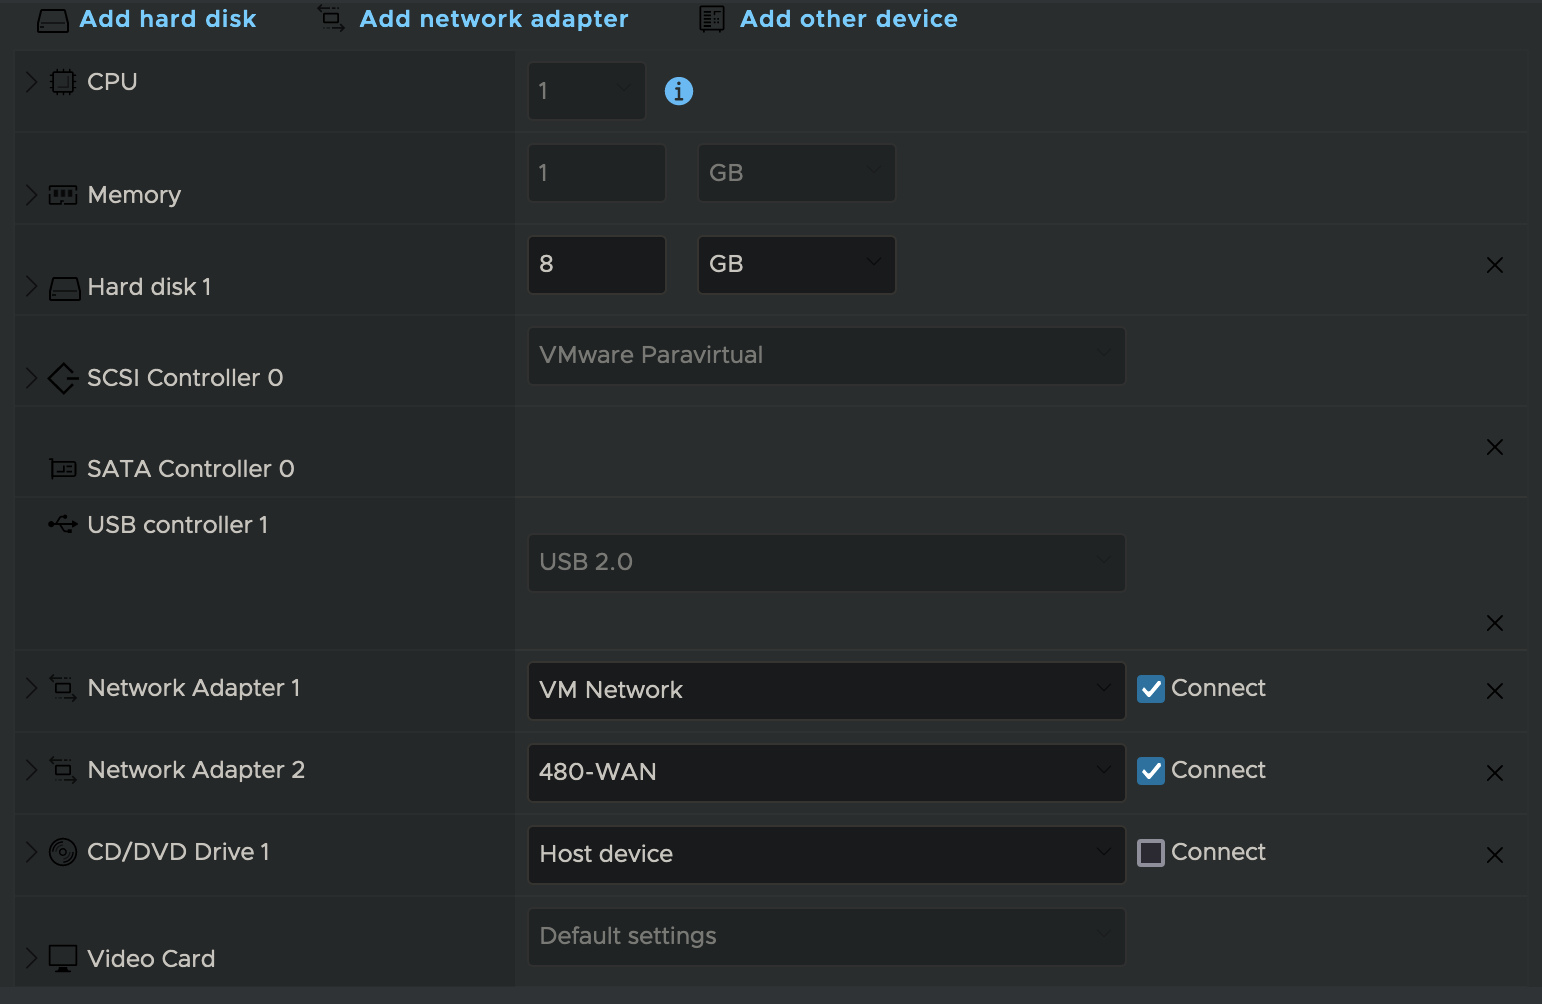 Add hard disk Add network adapter Add other device
CPU 1
Memory 1 GB
Hard disk 1 8 GB
SCSI Controller 0 VMware Paravirtual
SATA Controller 0
USB controller 1
USB 2.0
Network Adapter 1 VM Network Connect
Network Adapter 2 480-WAN Connect
CD/DVD Drive 1 Host device Connect
Video Card Default settings